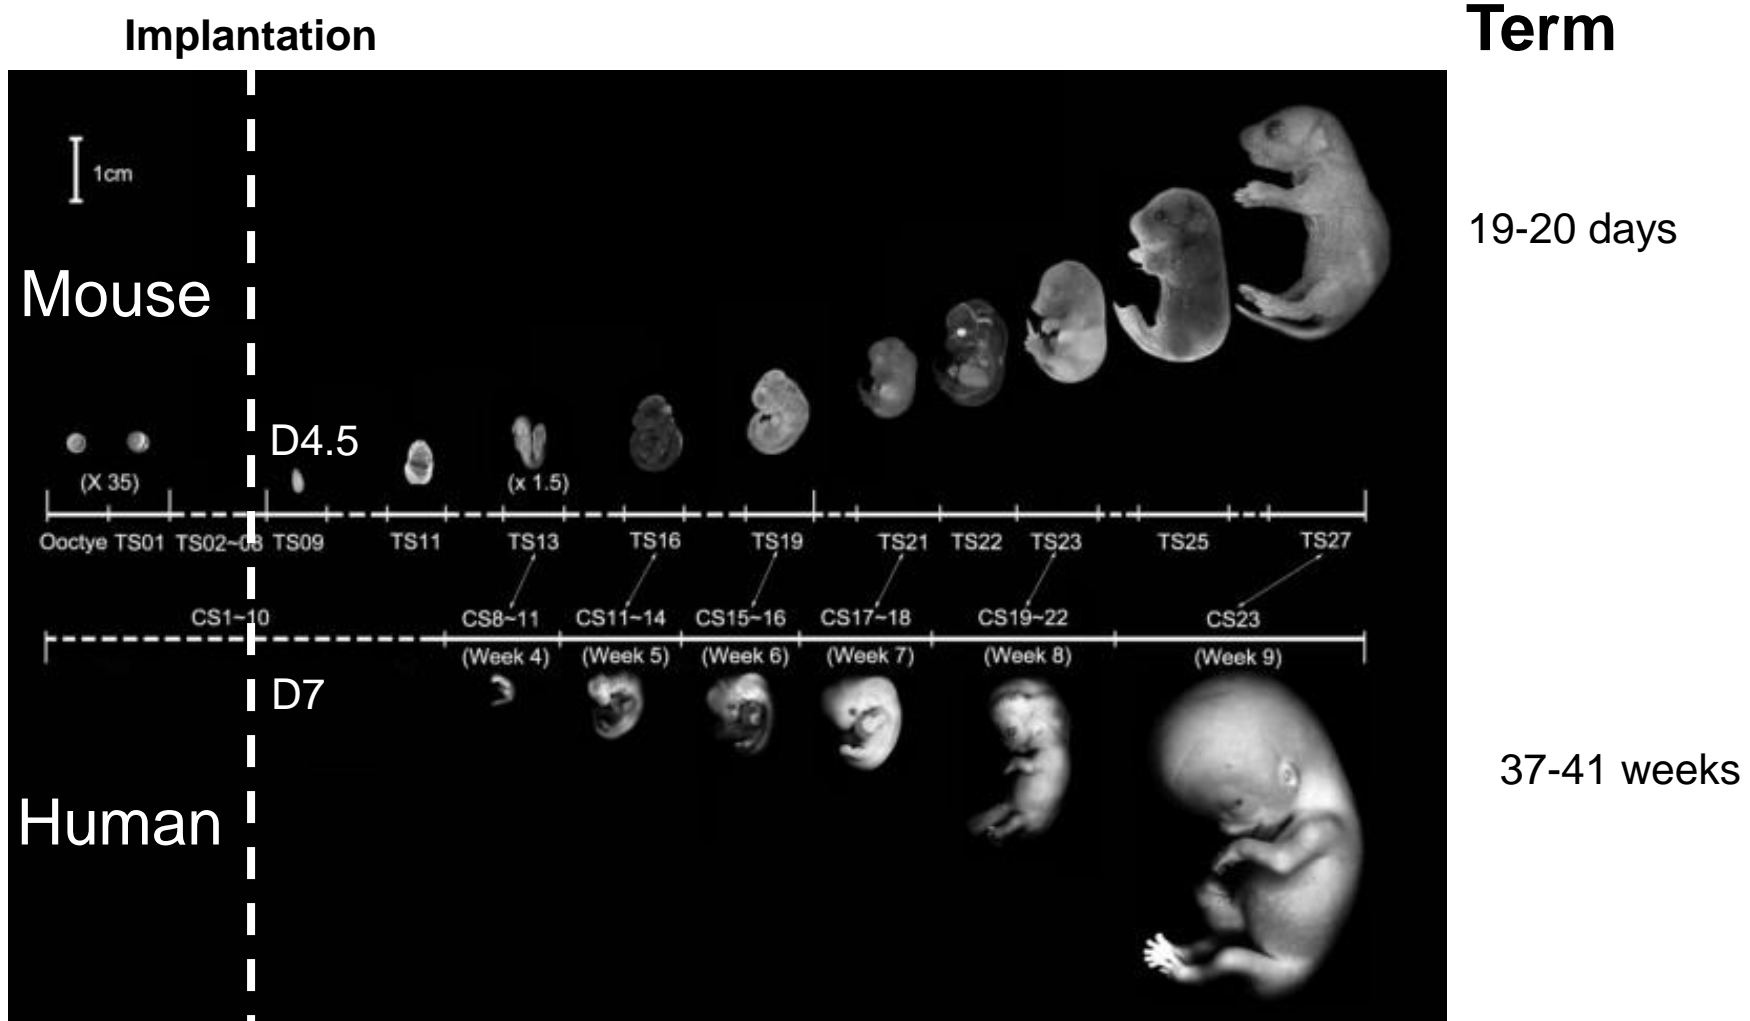 Implantation
Term
1cm
19-20 days
Mouse
D4.5
(X 35)
(x 1.5)
Ooctye TS01 TS02~08 TS09 TS11 TS13 TS16 TS19 TS21 TS22 TS23 TS25 TS27
CS1~10 CS8~11 CS11~14 CS15~16 CS17~18 CS19~22 CS23
(Week 4) (Week 5) (Week 6) (Week 7) (Week 8) (Week 9)
D7
37-41 weeks
Human